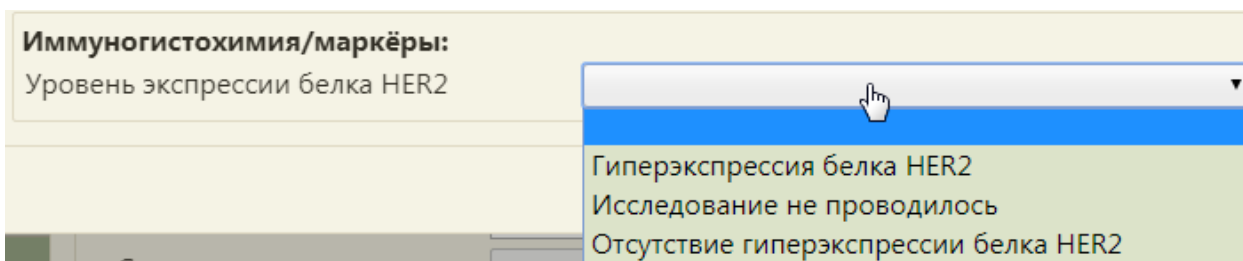 Иммуногистохимия/маркёры:
Уровень экспрессии белка HER2
Гиперэкспрессия белка HER2
Исследование не проводилось
Отсутствие гиперэкспрессии белка HER2